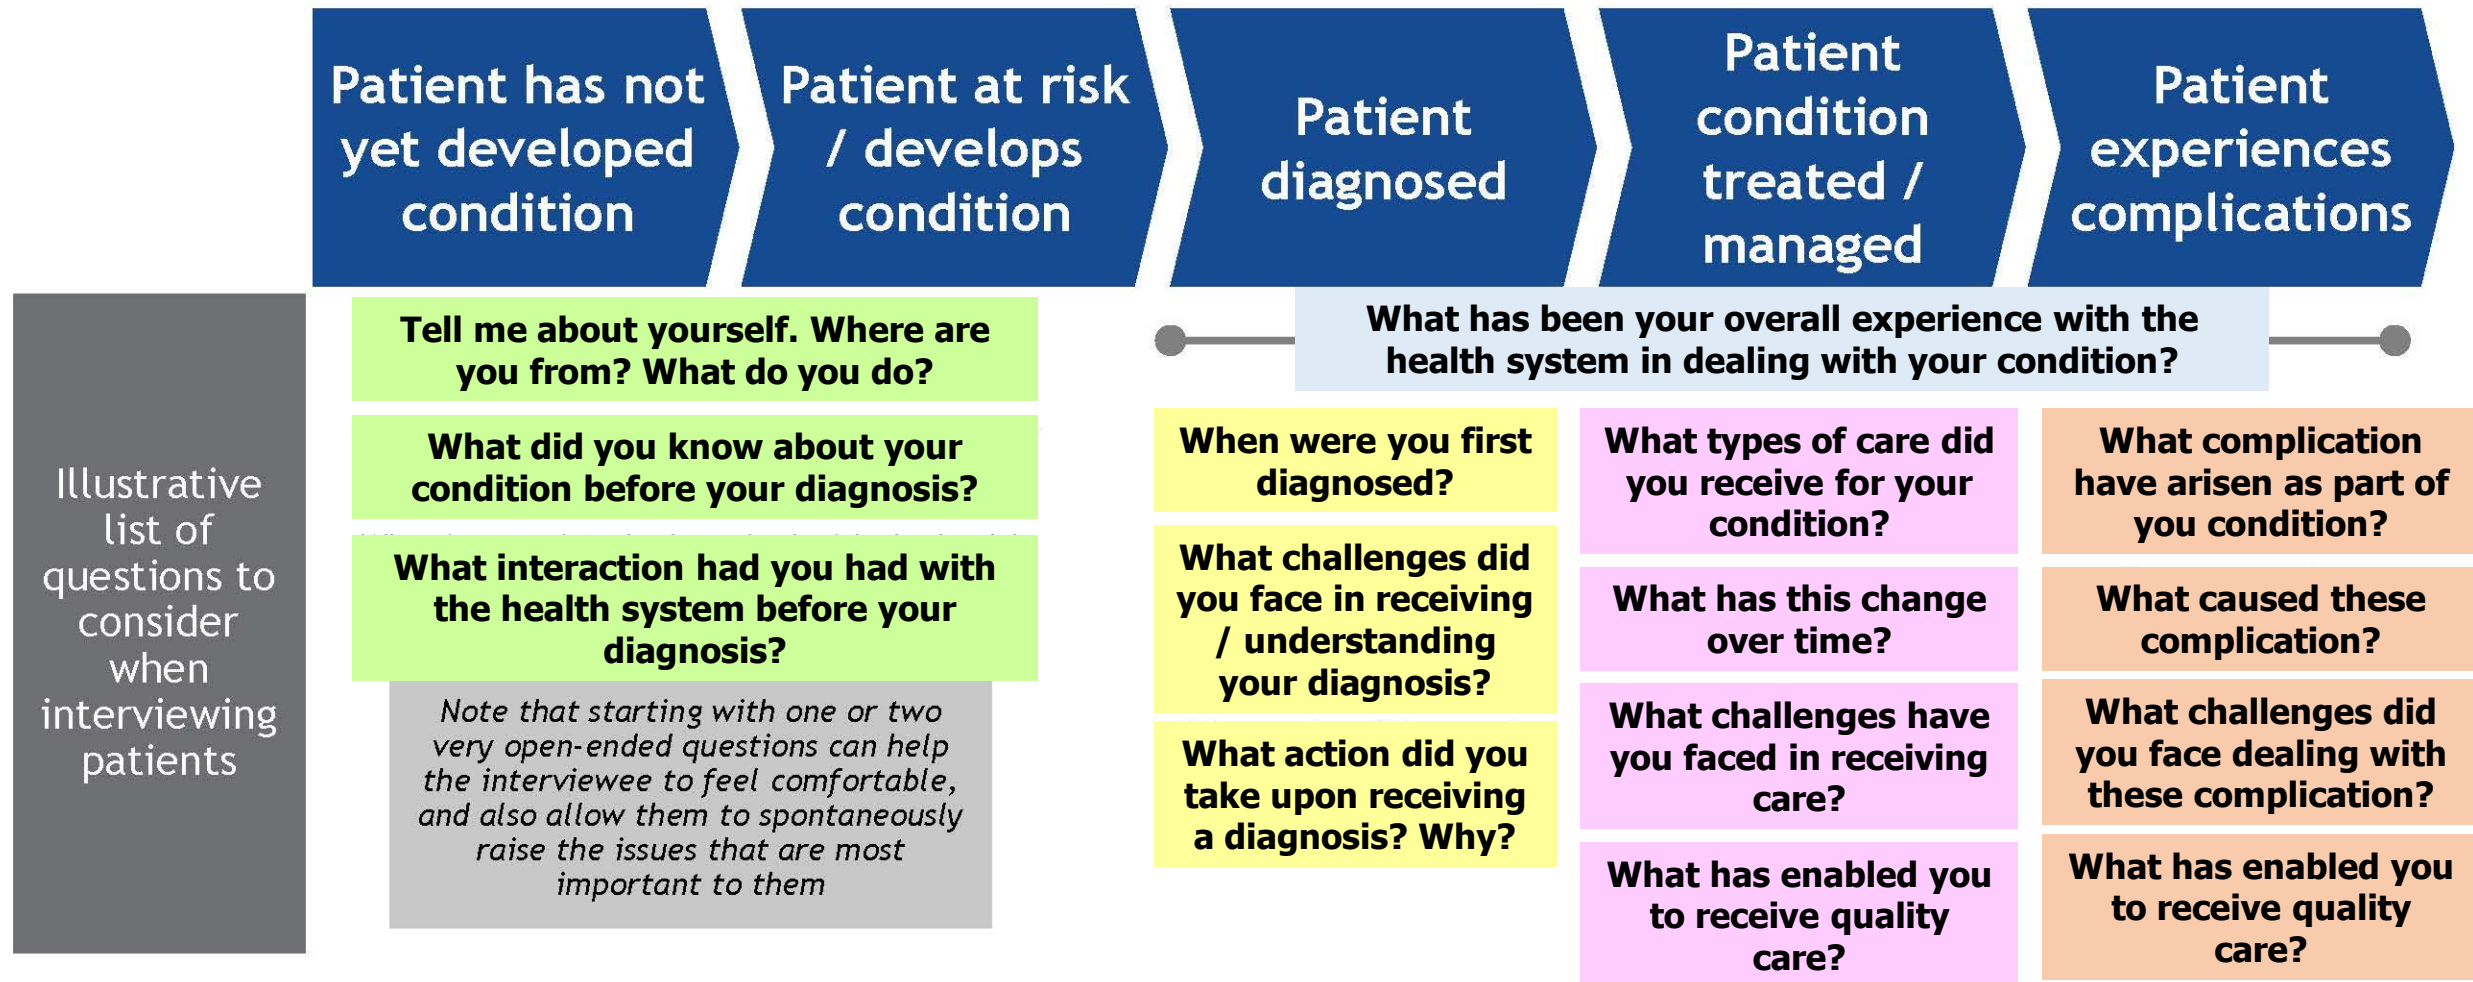 Patient has not
yet developed
condition
Patient at risk
/ develops
condition
Patient
diagnosed
Patient
condition
treated /
managed
Patient
experiences
complications
Illustrative
list of
questions to
consider
when
interviewing
patients
Tell me about yourself. Where are
you from? What do you do?
What did you know about your
condition before your diagnosis?
What interaction had you had with
the health system before your
diagnosis?
Note that starting with one or two
very open-ended questions can help
the interviewee to feel comfortable,
and also allow them to spontaneously
raise the issues that are most
important to them
What has been your overall experience with the
health system in dealing with your condition?
When were you first
diagnosed?
What challenges did
you face in receiving
/ understanding
your diagnosis?
What action did you
take upon receiving
a diagnosis? Why?
What types of care did
you receive for your
condition?
What has this change
over time?
What challenges have
you faced in receiving
care?
What has enabled you
to receive quality
care?
What complication
have arisen as part of
you condition?
What caused these
complication?
What challenges did
you face dealing with
these complication?
What has enabled you
to receive quality
care?